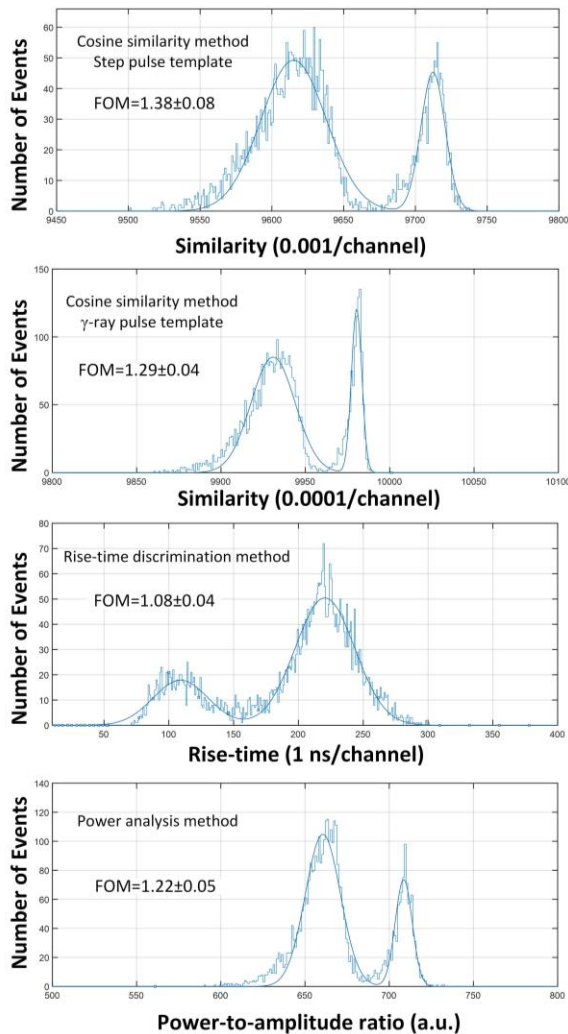 Number of Events
60
50
40
30
20
10
0
Cosine similarity method
Step pulse template
FOM=1.38±0.08
9450 9500 9550 9600 9650 9700 9750 9800
Similarity (0.001/channel)
Number of Events
150
100
50
0
Cosine similarity method
γ-ray pulse template
FOM=1.29±0.04
9800 9850 9900 9950 10000 10050 10100
Similarity (0.0001/channel)
Number of Events
80
70
60
50
40
30
20
10
0
Rise-time discrimination method
FOM=1.08±0.04
50 100 150 200 250 300 350 400
Rise-time (1 ns/channel)
Number of Events
140
120
100
80
60
40
20
0
Power analysis method
FOM=1.22±0.05
500 550 600 650 700 750 800
Power-to-amplitude ratio (a.u.)